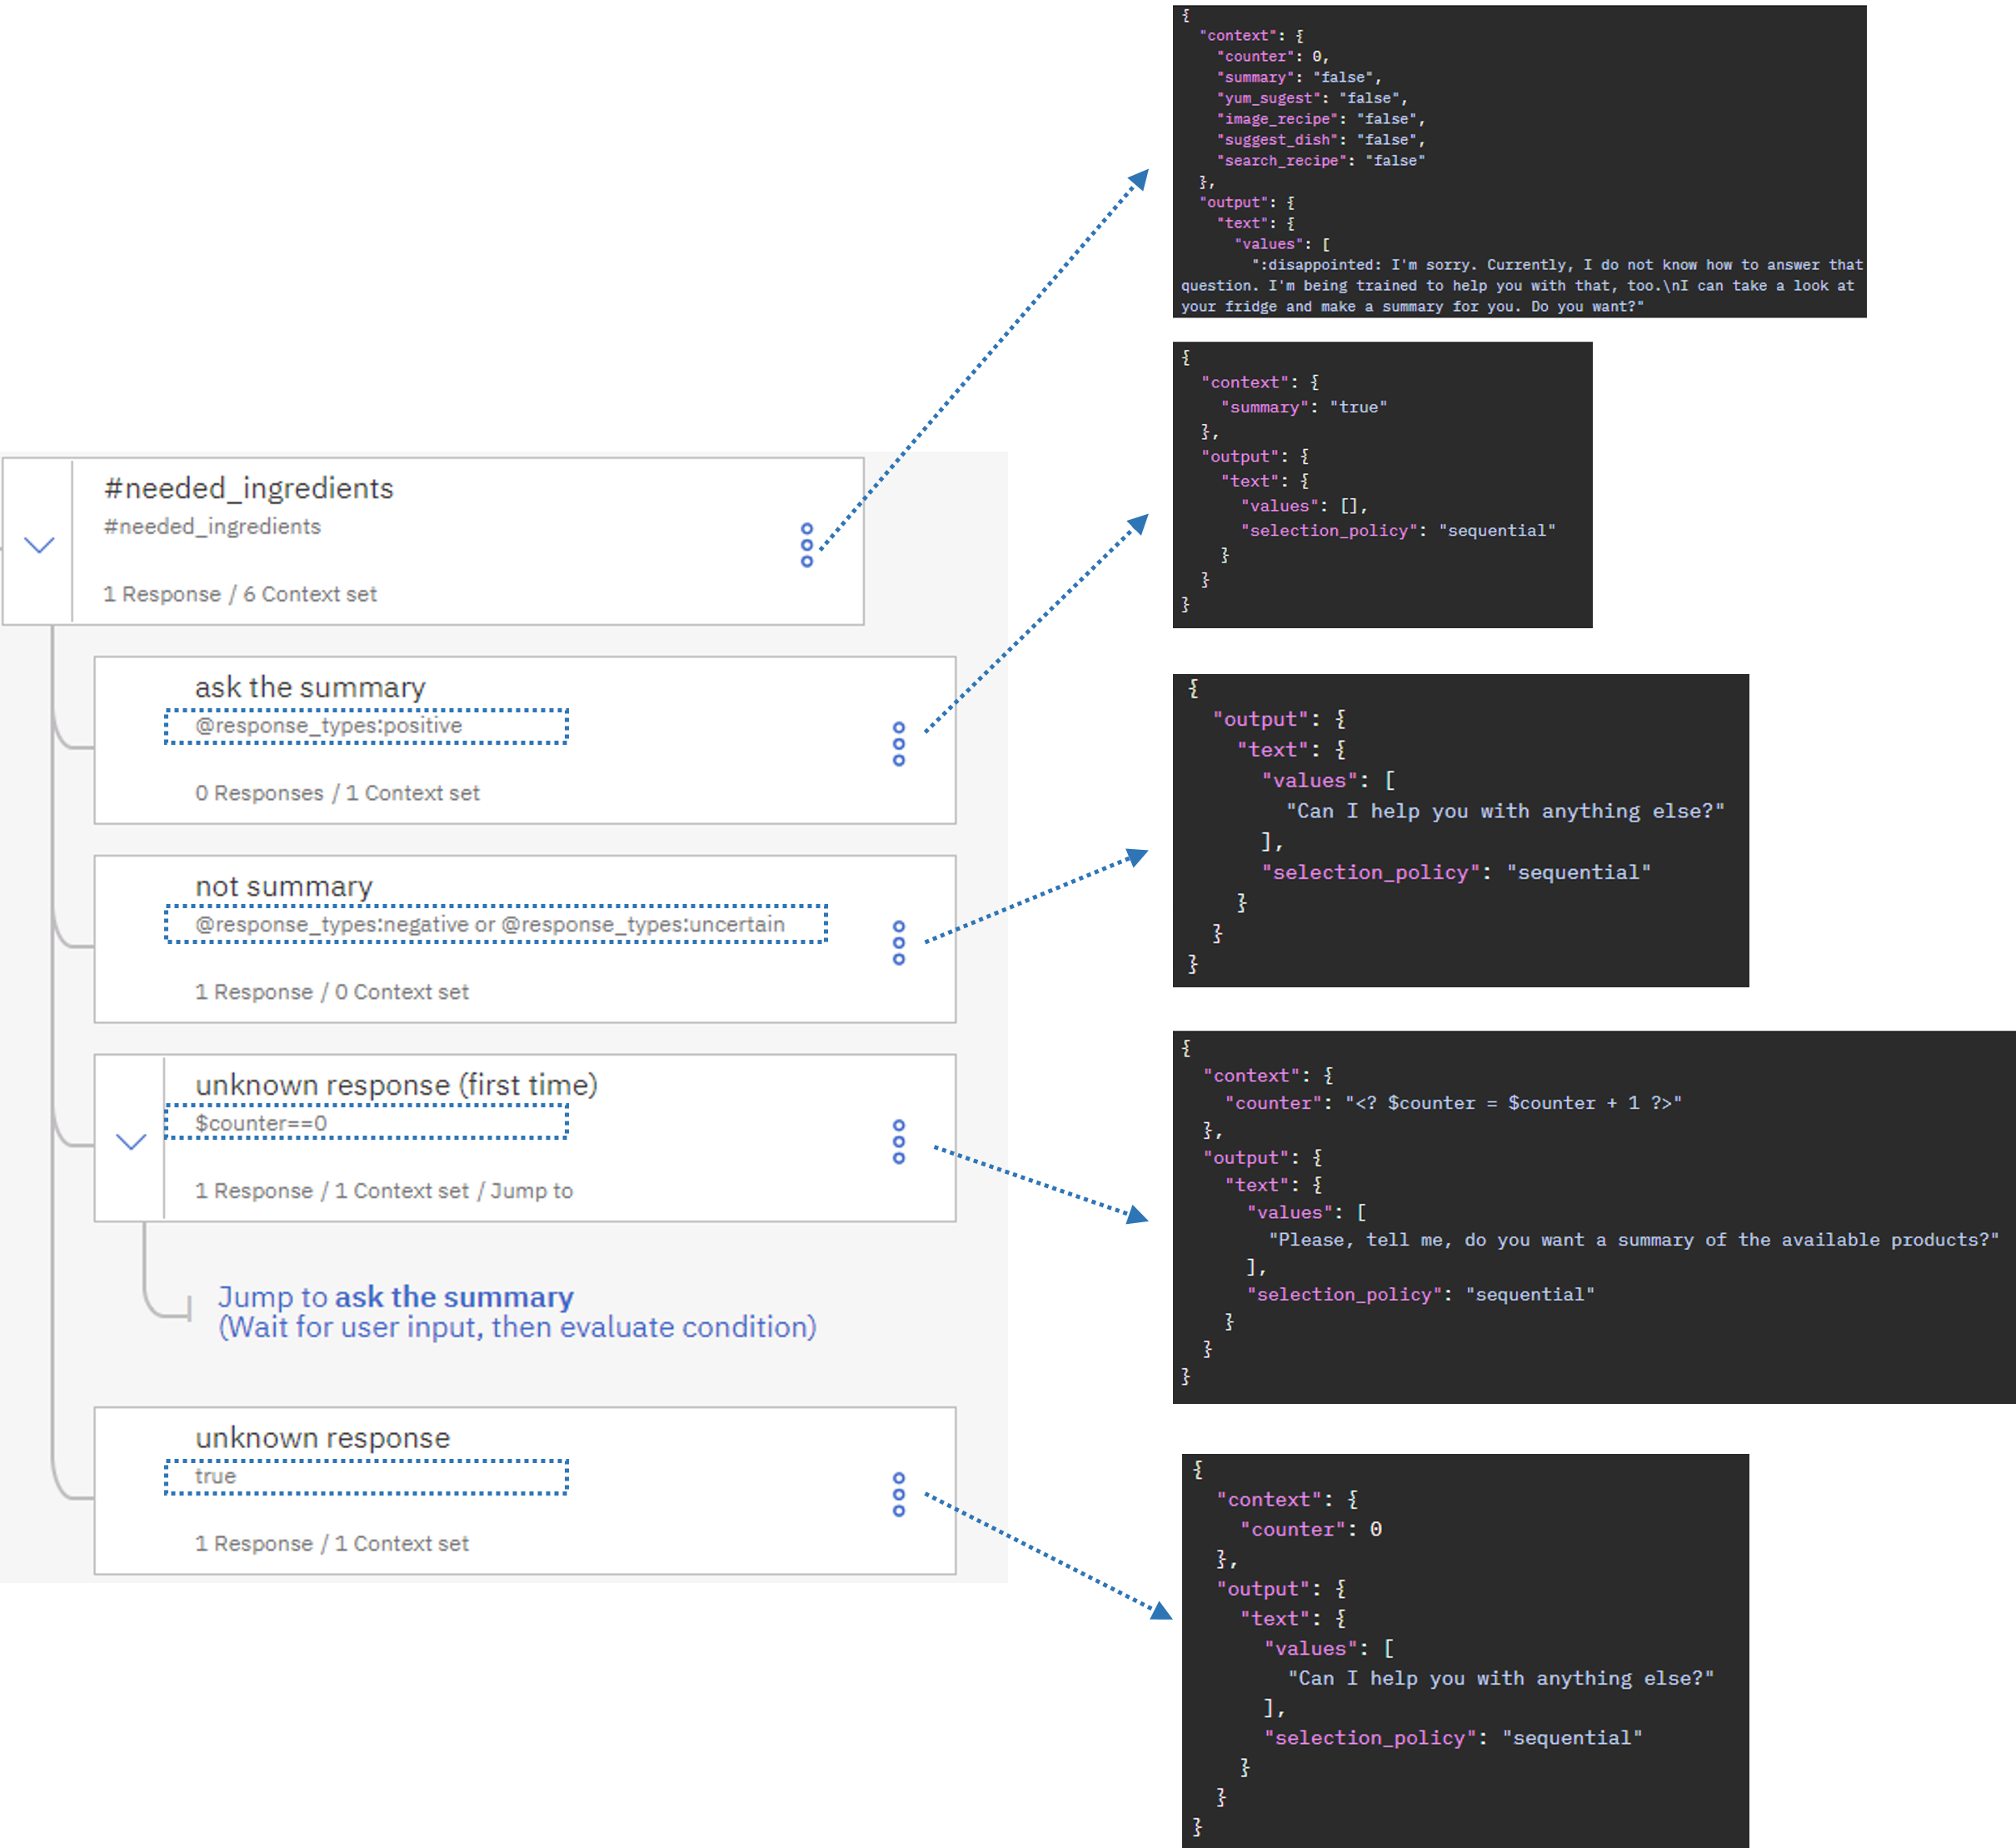 #needed_ingredients
#needed_ingredients
1 Response / 6 Context set
ask the summary
@response_types:positive
0 Responses / 1 Context set
not summary
@response_types:negative or @response_types:uncertain
1 Response / 0 Context set
unknown response (first time)
$counter==0
1 Response / 1 Context set / Jump to
Jump to ask the summary
(Wait for user input, then evaluate condition)
unknown response
true
1 Response / 1 Context set
{
"context": {
"counter": 0,
"summary": "false",
"yum_sugest": "false",
"image_recipe": "false",
"suggest_dish": "false",
"search_recipe": "false"
},
"output": {
"text": {
"values": [
":disappointed: I'm sorry. Currently, I do not know how to answer that
question. I'm being trained to help you with that, too.\nI can take a look at
your fridge and make a summary for you. Do you want?"
{
"context": {
"summary": "true"
},
"output": {
"text": {
"values": [],
"selection_policy": "sequential"
}
}
}
{
"output": {
"text": {
"values": [
"Can I help you with anything else?"
],
"selection_policy": "sequential"
}
}
}
{
"context": {
"counter": "<? $counter = $counter + 1 ?>"
},
"output": {
"text": {
"values": [
"Please, tell me, do you want a summary of the available products?"
],
"selection_policy": "sequential"
}
}
}
{
"context": {
"counter": 0
},
"output": {
"text": {
"values": [
"Can I help you with anything else?"
],
"selection_policy": "sequential"
}
}
}